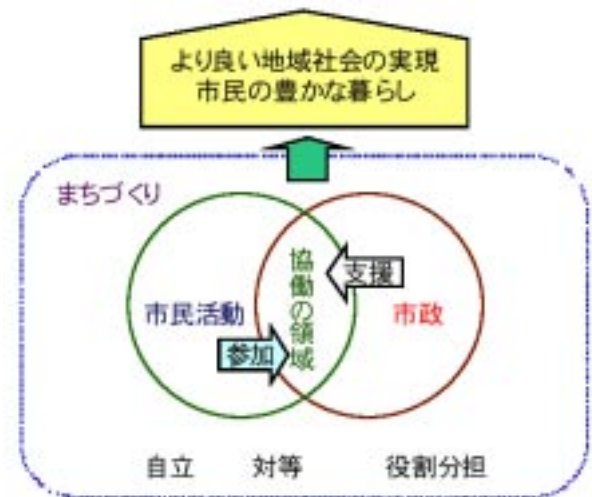 より良い地域社会の実現
市民の豊かな暮らし
まちづくり
協働の領域
支援
市民活動
市政
参加
自立 対等 役割分担